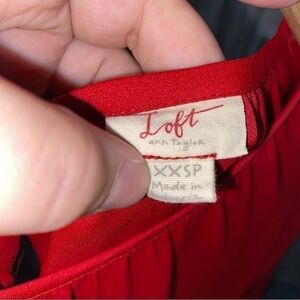 Loft
ann Taylor
XXSP
Made in